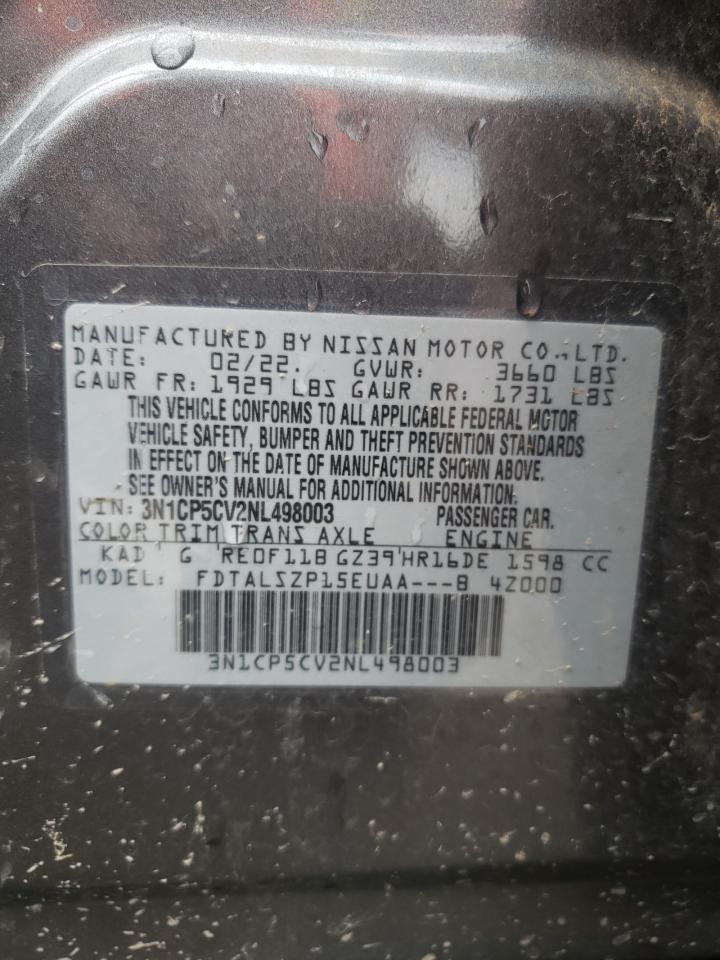 MANUFACTURED BY NISSAN MOTOR CO.,LTD.
DATE: 02/22. GVWR: 3660 LBS
GAWR FR: 1929 LBS GAWR RR: 1731 LBS
THIS VEHICLE CONFORMS TO ALL APPLICABLE FEDERAL MOTOR
VEHICLE SAFETY, BUMPER AND THEFT PREVENTION STANDARDS
IN EFFECT ON THE DATE OF MANUFACTURE SHOWN ABOVE.
SEE OWNER'S MANUAL FOR ADDITIONAL INFORMATION.
VIN: 3N1CP5CV2NL498003 PASSENGER CAR.
COLOR TRIM TRANS AXLE ENGINE
KAD G RE0F11B GZ39 HR16DE 1598 CC
MODEL: FDTALSZP15EUAA---B 4Z000
3N1CP5CV2NL498003